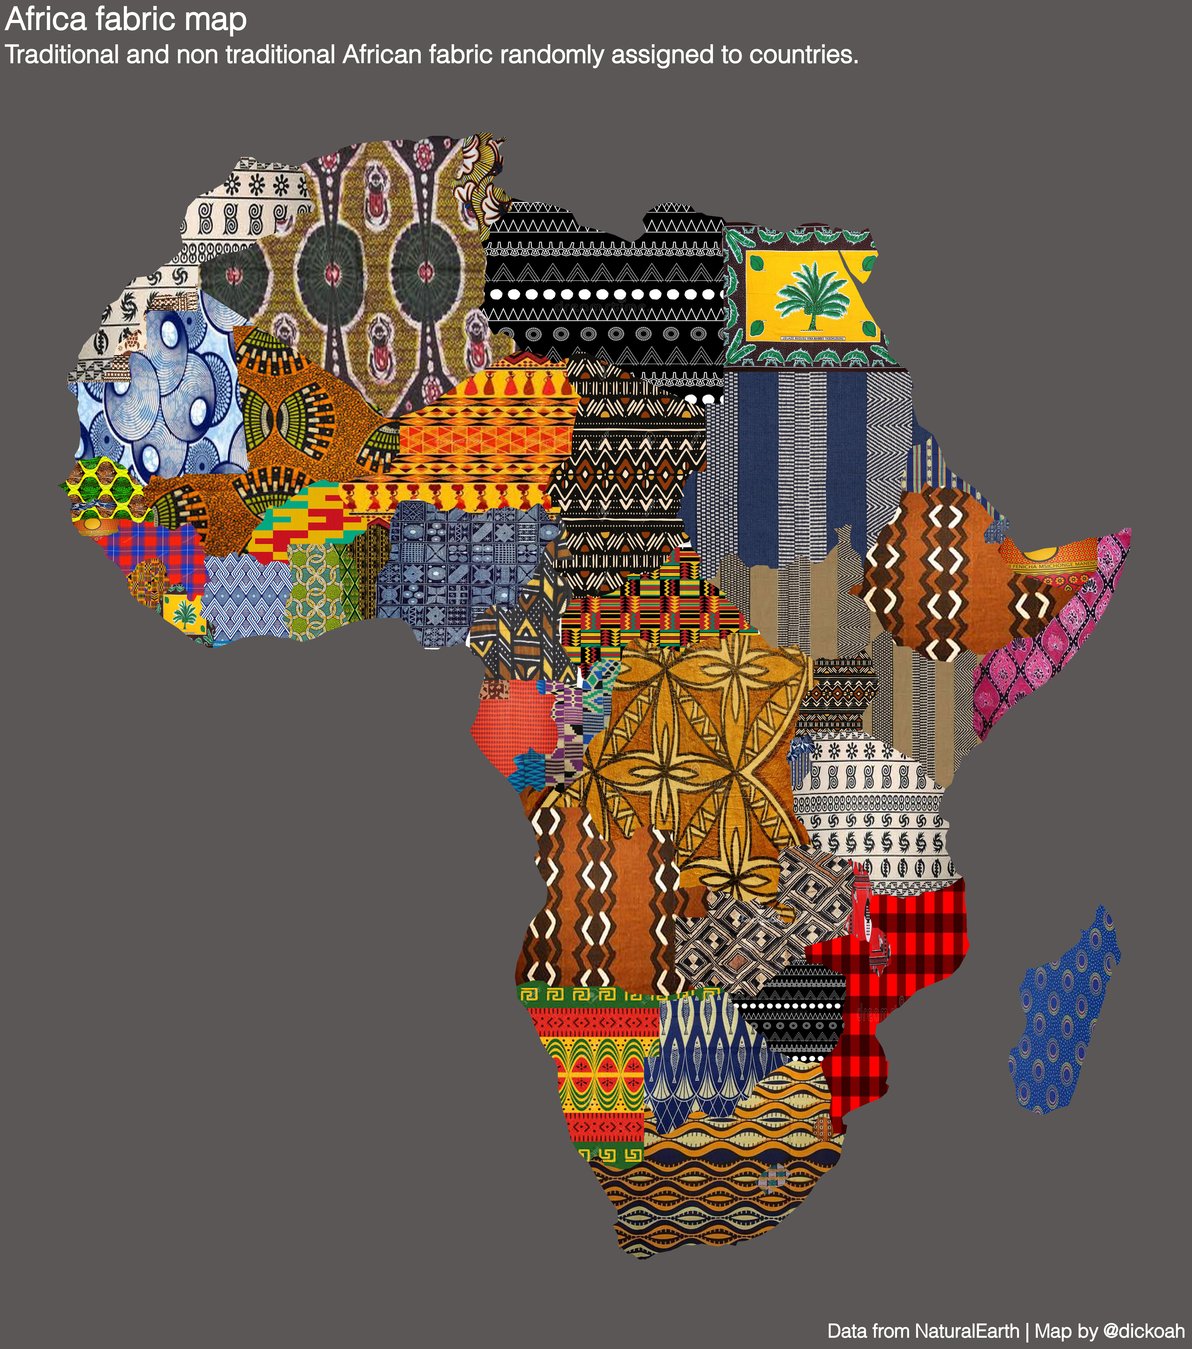 Africa fabric map
Traditional and non traditional African fabric randomly assigned to countries.
Data from NaturalEarth | Map by @dickoah